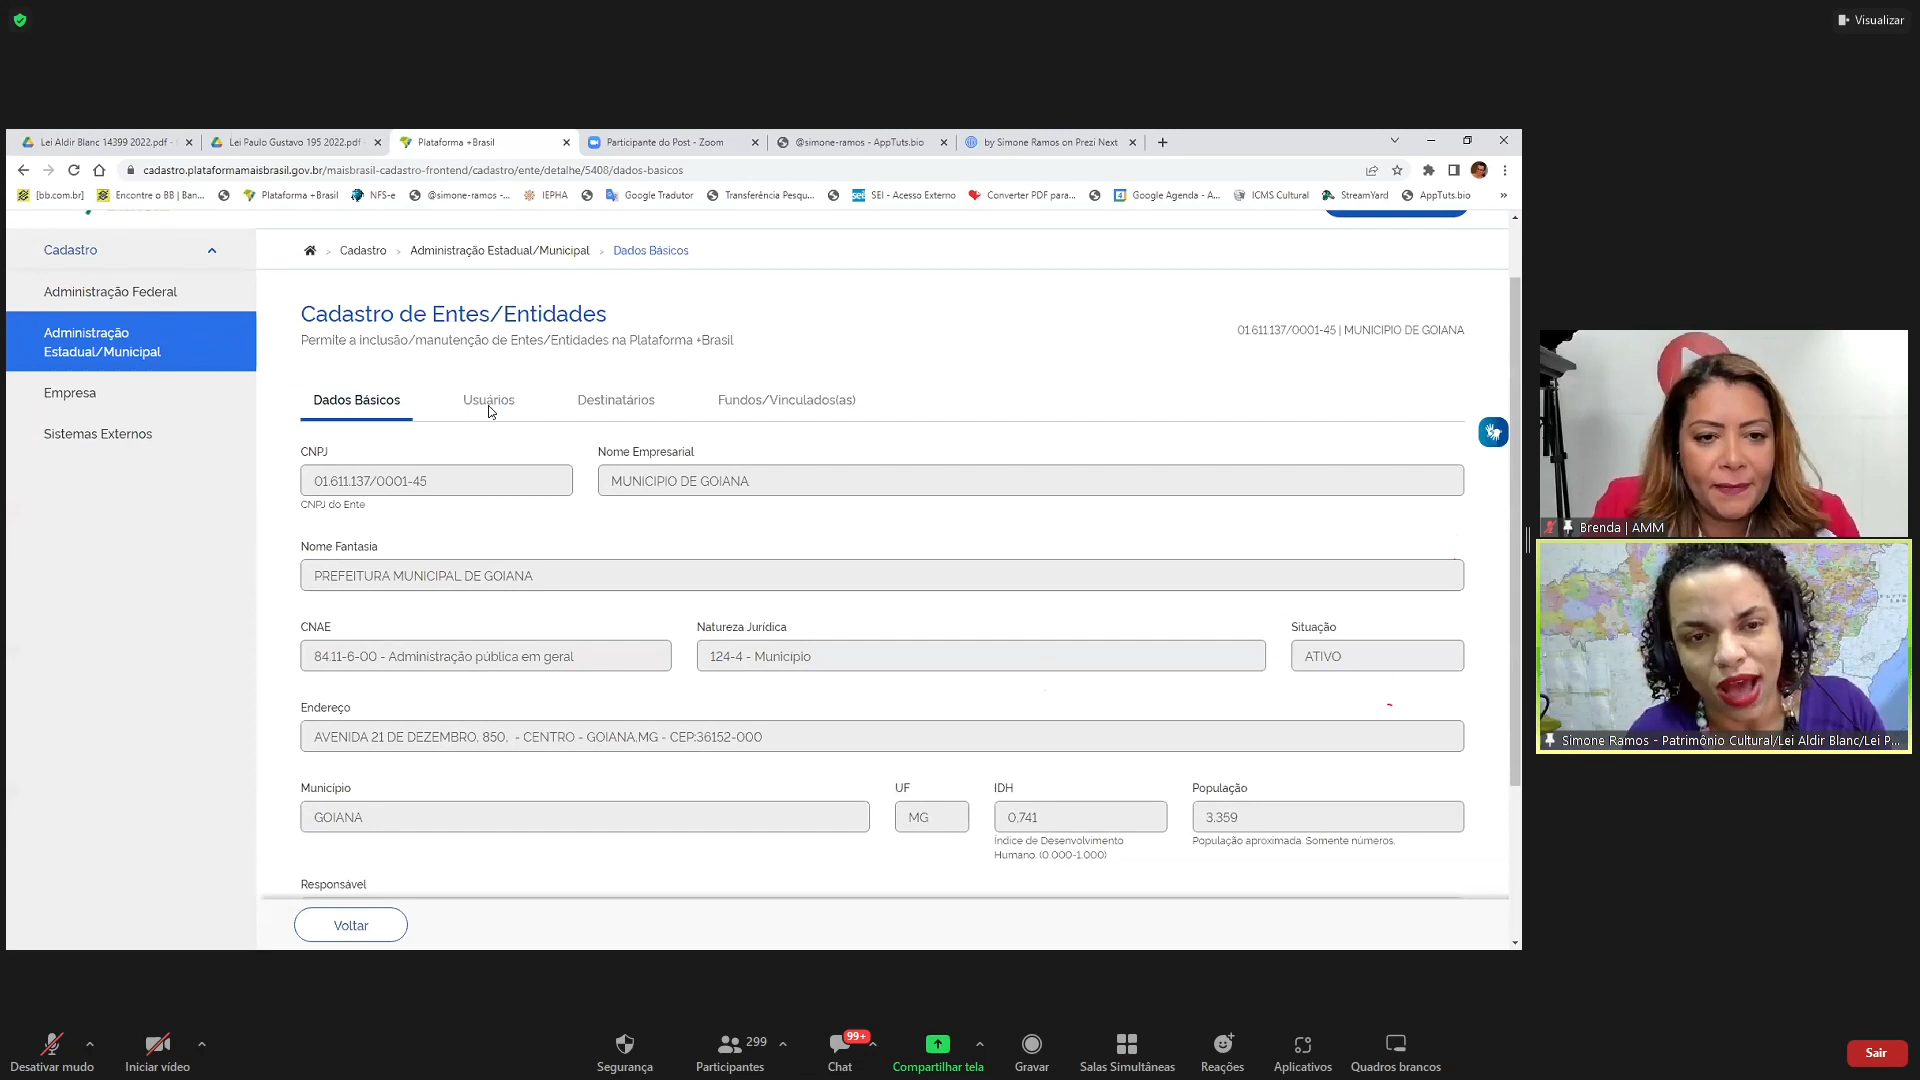 Visualizar
Lei Aldir Blanc 14399 2022.pdf -
Lei Paulo Gustavo 195 2022.pdf -
Plataforma +Brasil
Participante do Post - Zoom
@simone-ramos - AppTuts.bio
by Simone Ramos on Prezi Next
cadastro.plataformamaisbrasil.gov.br/maisbrasil-cadastro-frontend/cadastro/ente/detalhe/5408/dados-basicos
[bb.com.br]
Encontre o BB | Ban...
Plataforma +Brasil
NFS-e
@simone-ramos -...
IEPHA
Google Tradutor
Transferência Pesqu...
SEI - Acesso Externo
Converter PDF para...
Google Agenda - A...
ICMS Cultural
StreamYard
AppTuts.bio
Cadastro
Administração Federal
Administração
Estadual/Municipal
Empresa
Sistemas Externos
Cadastro > Administração Estadual/Municipal > Dados Básicos
Cadastro de Entes/Entidades
Permite a inclusão/manutenção de Entes/Entidades na Plataforma +Brasil
01.611.137/0001-45 | MUNICIPIO DE GOIANA
Dados Básicos
Usuários
Destinatários
Fundos/Vinculados(as)
CNPJ
Nome Empresarial
01.611.137/0001-45
MUNICIPIO DE GOIANA
CNPJ do Ente
Nome Fantasia
PREFEITURA MUNICIPAL DE GOIANA
CNAE
Natureza Jurídica
Situação
84.11-6-00 - Administração pública em geral
124-4 - Município
ATIVO
Endereço
AVENIDA 21 DE DEZEMBRO, 850, - CENTRO - GOIANA,MG - CEP:36152-000
Município
UF
IDH
População
GOIANA
MG
0,741
3.359
Índice de Desenvolvimento
Humano. (0.000-1.000)
População aproximada. Somente números.
Responsável
Voltar
Brenda | AMM
Simone Ramos - Patrimônio Cultural/Lei Aldir Blanc/Lei P...
Desativar mudo
Iniciar vídeo
Segurança
299
Participantes
99+
Chat
Compartilhar tela
Gravar
Salas Simultâneas
Reações
Aplicativos
Quadros brancos
Sair